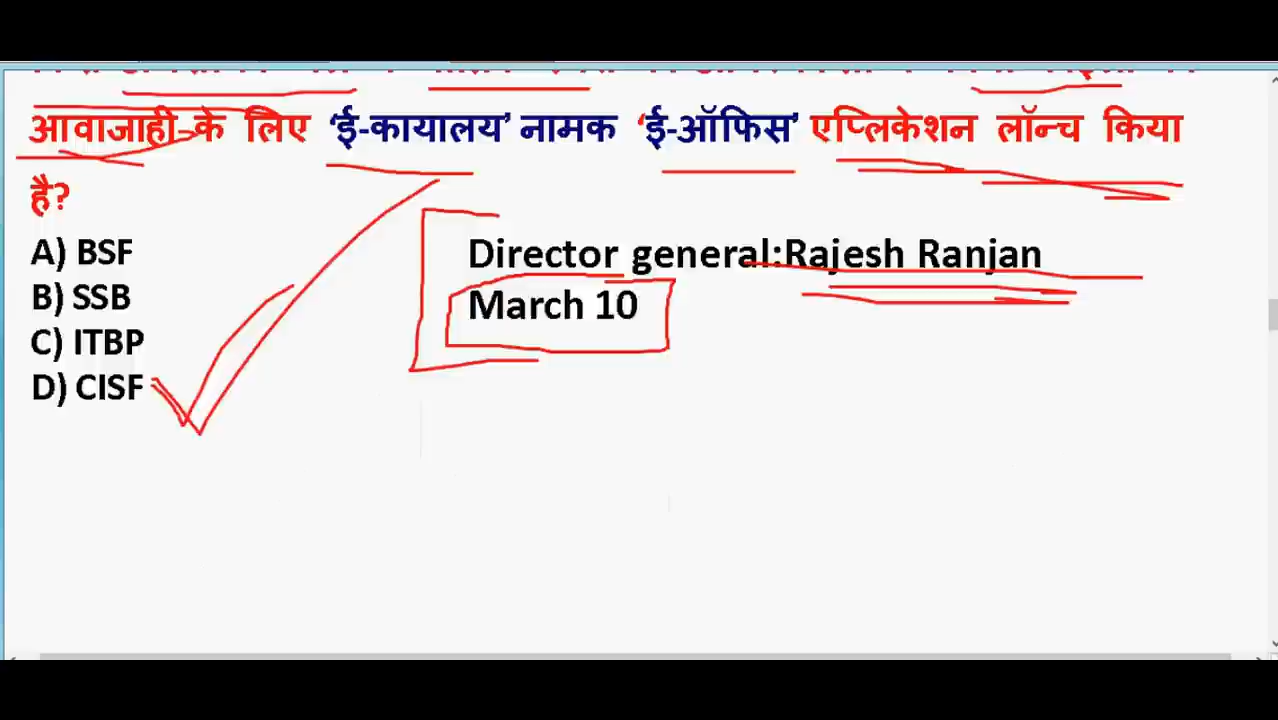 आवाजाही के लिए ‘ई-कायालय’ नामक ‘ई-ऑफिस’ एप्लिकेशन लॉन्च किया
है?
A) BSF
B) SSB
C) ITBP
D) CISF
Director general:Rajesh Ranjan
March 10